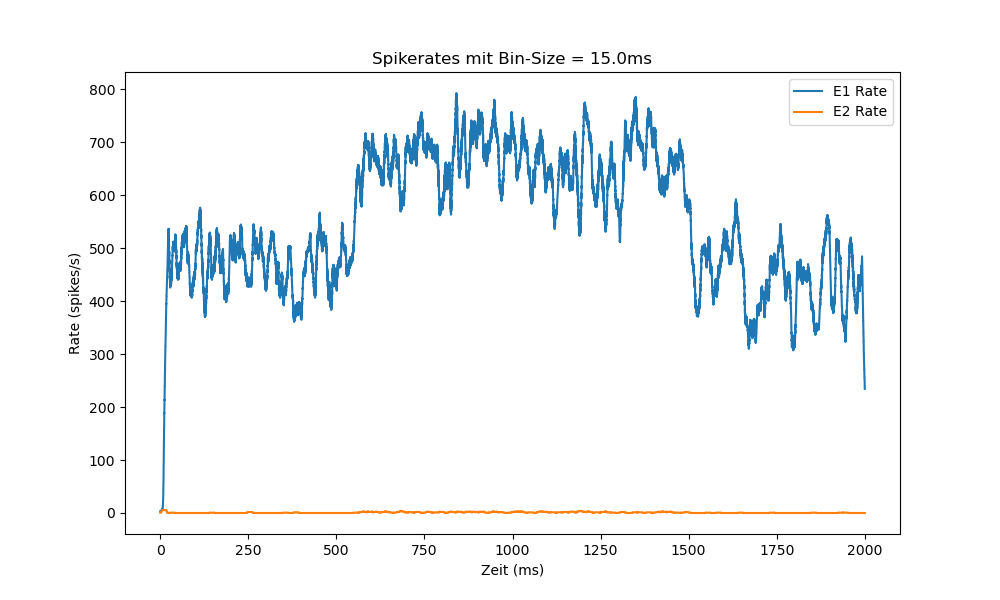 Spikerates mit Bin-Size = 15.0ms
E1 Rate
E2 Rate
800
700
600
500
400
300
200
100
0
Rate (spikes/s)
0 250 500 750 1000 1250 1500 1750 2000
Zeit (ms)